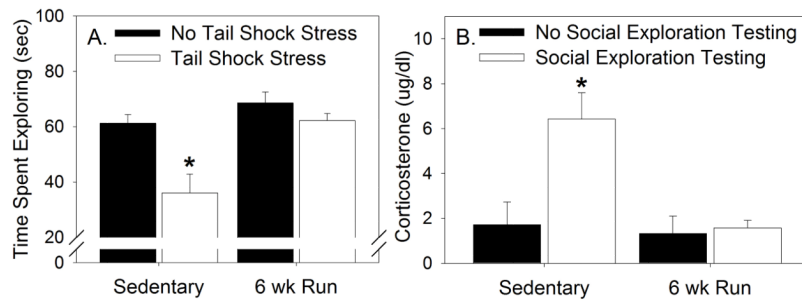 A.
No Tail Shock Stress
Tail Shock Stress
Time Spent Exploring (sec)
100
80
60
40
20
0
*
Sedentary
6 wk Run
B.
No Social Exploration Testing
Social Exploration Testing
Corticosterone (ug/dl)
10
8
6
4
2
0
*
Sedentary
6 wk Run